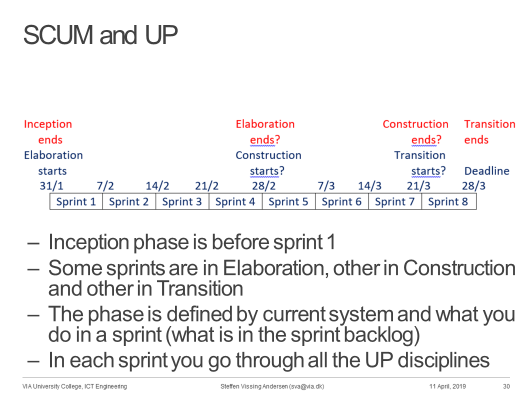 SCUM and UP
Inception Elaboration Construction Transition
ends ends? ends? ends
Elaboration Construction Transition
starts starts? starts? Deadline
31/1 7/2 14/2 21/2 28/2 7/3 14/3 21/3 28/3
Sprint 1 Sprint 2 Sprint 3 Sprint 4 Sprint 5 Sprint 6 Sprint 7 Sprint 8
– Inception phase is before sprint 1
– Some sprints are in Elaboration, other in Construction
and other in Transition
– The phase is defined by current system and what you
do in a sprint (what is in the sprint backlog)
– In each sprint you go through all the UP disciplines
VIA University College, ICT Engineering Steffen Vissing Andersen (sva@via.dk) 11 April, 2019 30